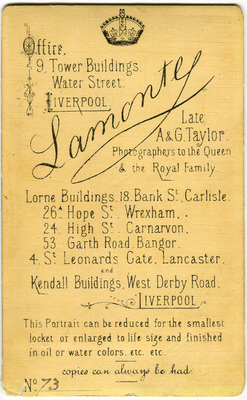 Office.
9. Tower Buildings.
Water Street.
LIVERPOOL.
Lamonte
Late
A & G. Taylor.
Photographers to the Queen
& the Royal Family.
Lorne Buildings. 18. Bank St. Carlisle.
26A Hope St. Wrexham.
24. High St. Carnarvon.
53 Garth Road. Bangor.
4. St. Leonards Gate. Lancaster.
and
Kendall Buildings, West Derby Road.
LIVERPOOL
This Portrait can be reduced for the smallest
locket or enlarged to life size and finished
in oil or water colors. etc. etc.
copies can always be had.
No. 73